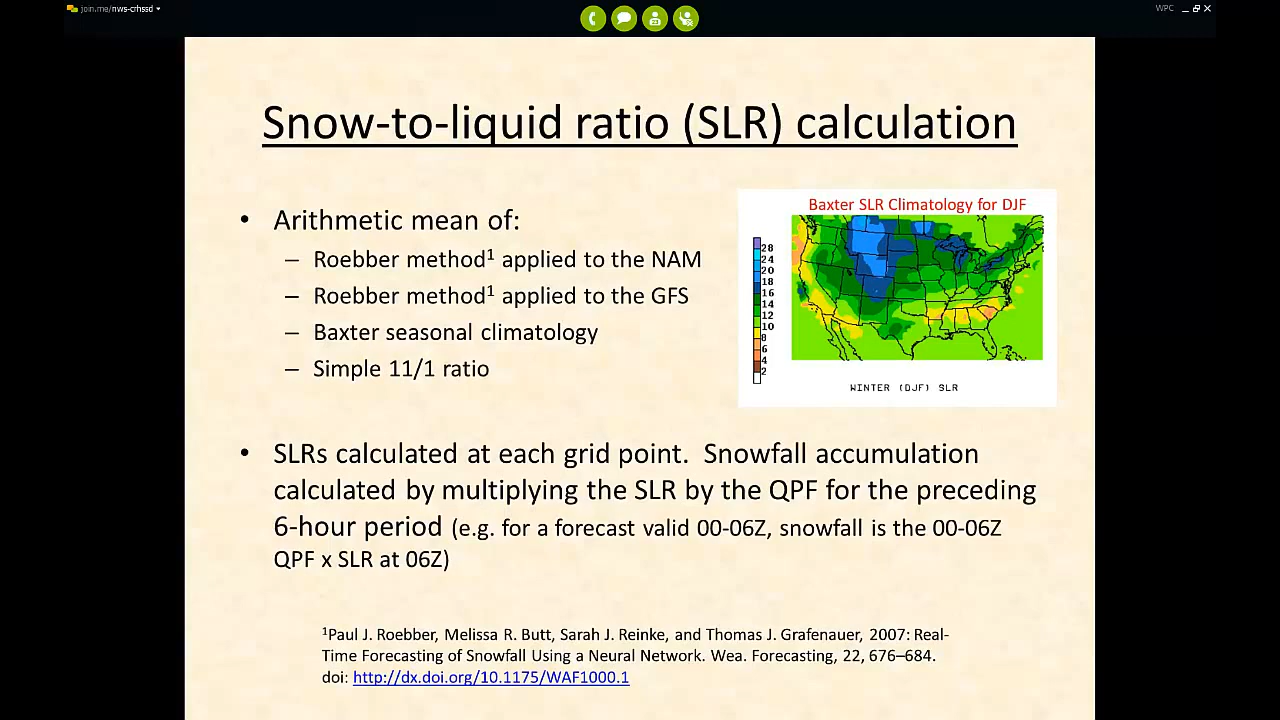 join.me/nws-crhssd
WPC
Snow-to-liquid ratio (SLR) calculation
• Arithmetic mean of:
– Roebber method¹ applied to the NAM
– Roebber method¹ applied to the GFS
– Baxter seasonal climatology
– Simple 11/1 ratio
Baxter SLR Climatology for DJF
28
24
20
18
16
14
12
10
8
6
4
2
WINTER (DJF) SLR
• SLRs calculated at each grid point. Snowfall accumulation
calculated by multiplying the SLR by the QPF for the preceding
6-hour period (e.g. for a forecast valid 00-06Z, snowfall is the 00-06Z
QPF x SLR at 06Z)
¹Paul J. Roebber, Melissa R. Butt, Sarah J. Reinke, and Thomas J. Grafenauer, 2007: Real-
Time Forecasting of Snowfall Using a Neural Network. Wea. Forecasting, 22, 676–684.
doi: http://dx.doi.org/10.1175/WAF1000.1